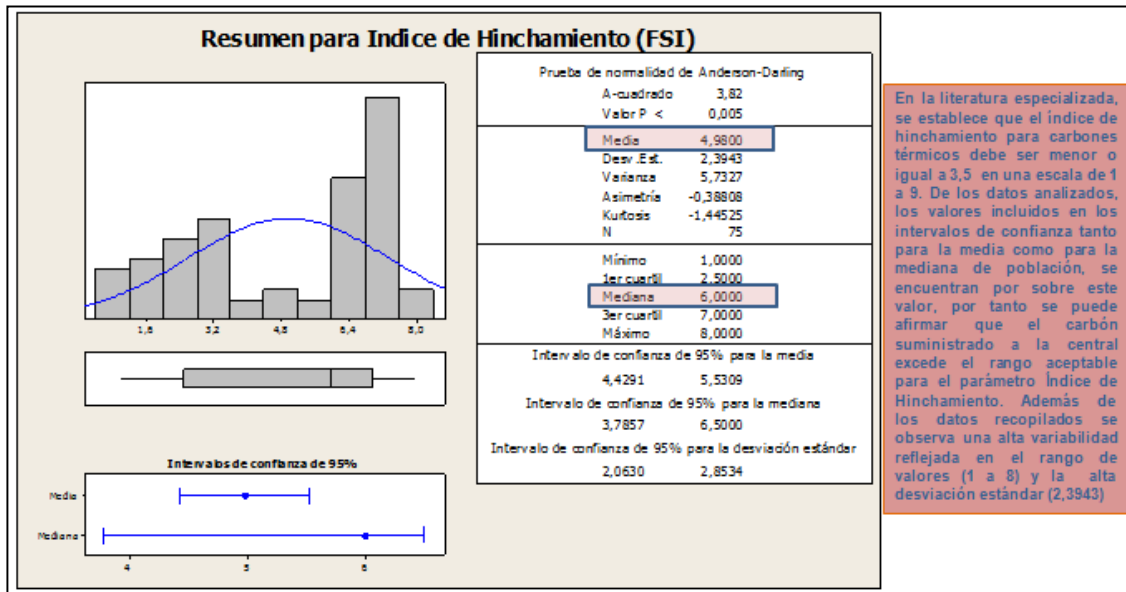 Resumen para Indice de Hinchamiento (FSI)
1,6 3,2 4,8 6,4 8,0
Intervalos de confianza de 95%
Media
Mediana
4 5 6
Prueba de normalidad de Anderson-Darling
A-cuadrado 3,82
Valor P < 0,005
Media 4,9800
Desv.Est. 2,3943
Varianza 5,7327
Asimetría -0,38808
Kurtosis -1,44525
N 75
Mínimo 1,0000
1er cuartil 2,5000
Mediana 6,0000
3er cuartil 7,0000
Máximo 8,0000
Intervalo de confianza de 95% para la media
4,4291 5,5309
Intervalo de confianza de 95% para la mediana
3,7857 6,5000
Intervalo de confianza de 95% para la desviación estándar
2,0630 2,8534
En la literatura especializada,
se establece que el índice de
hinchamiento para carbones
térmicos debe ser menor o
igual a 3,5 en una escala de 1
a 9. De los datos analizados,
los valores incluidos en los
intervalos de confianza tanto
para la media como para la
mediana de población, se
encuentran por sobre este
valor, por tanto se puede
afirmar que el carbón
suministrado a la central
excede el rango aceptable
para el parámetro Índice de
Hinchamiento. Además de
los datos recopilados se
observa una alta variabilidad
reflejada en el rango de
valores (1 a 8) y la alta
desviación estándar (2,3943)